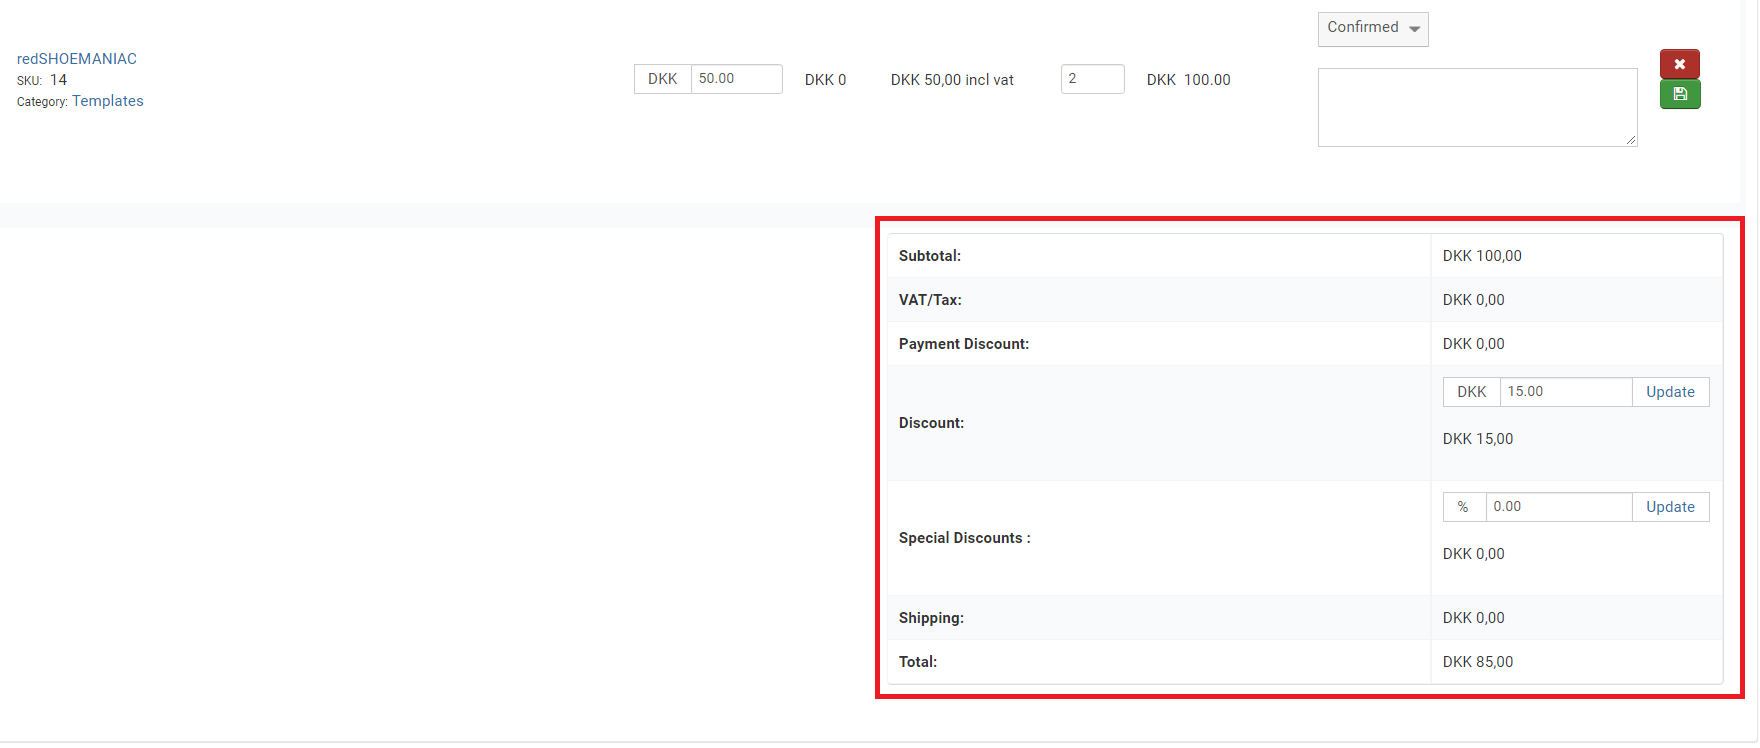 Confirmed
redSHOEMANIAC
SKU: 14
Category: Templates
DKK 50.00 DKK 0 DKK 50,00 incl vat 2 DKK 100.00
Subtotal: DKK 100,00
VAT/Tax: DKK 0,00
Payment Discount: DKK 0,00
DKK 15.00 Update
Discount:
DKK 15,00
% 0.00 Update
Special Discounts :
DKK 0,00
Shipping: DKK 0,00
Total: DKK 85,00